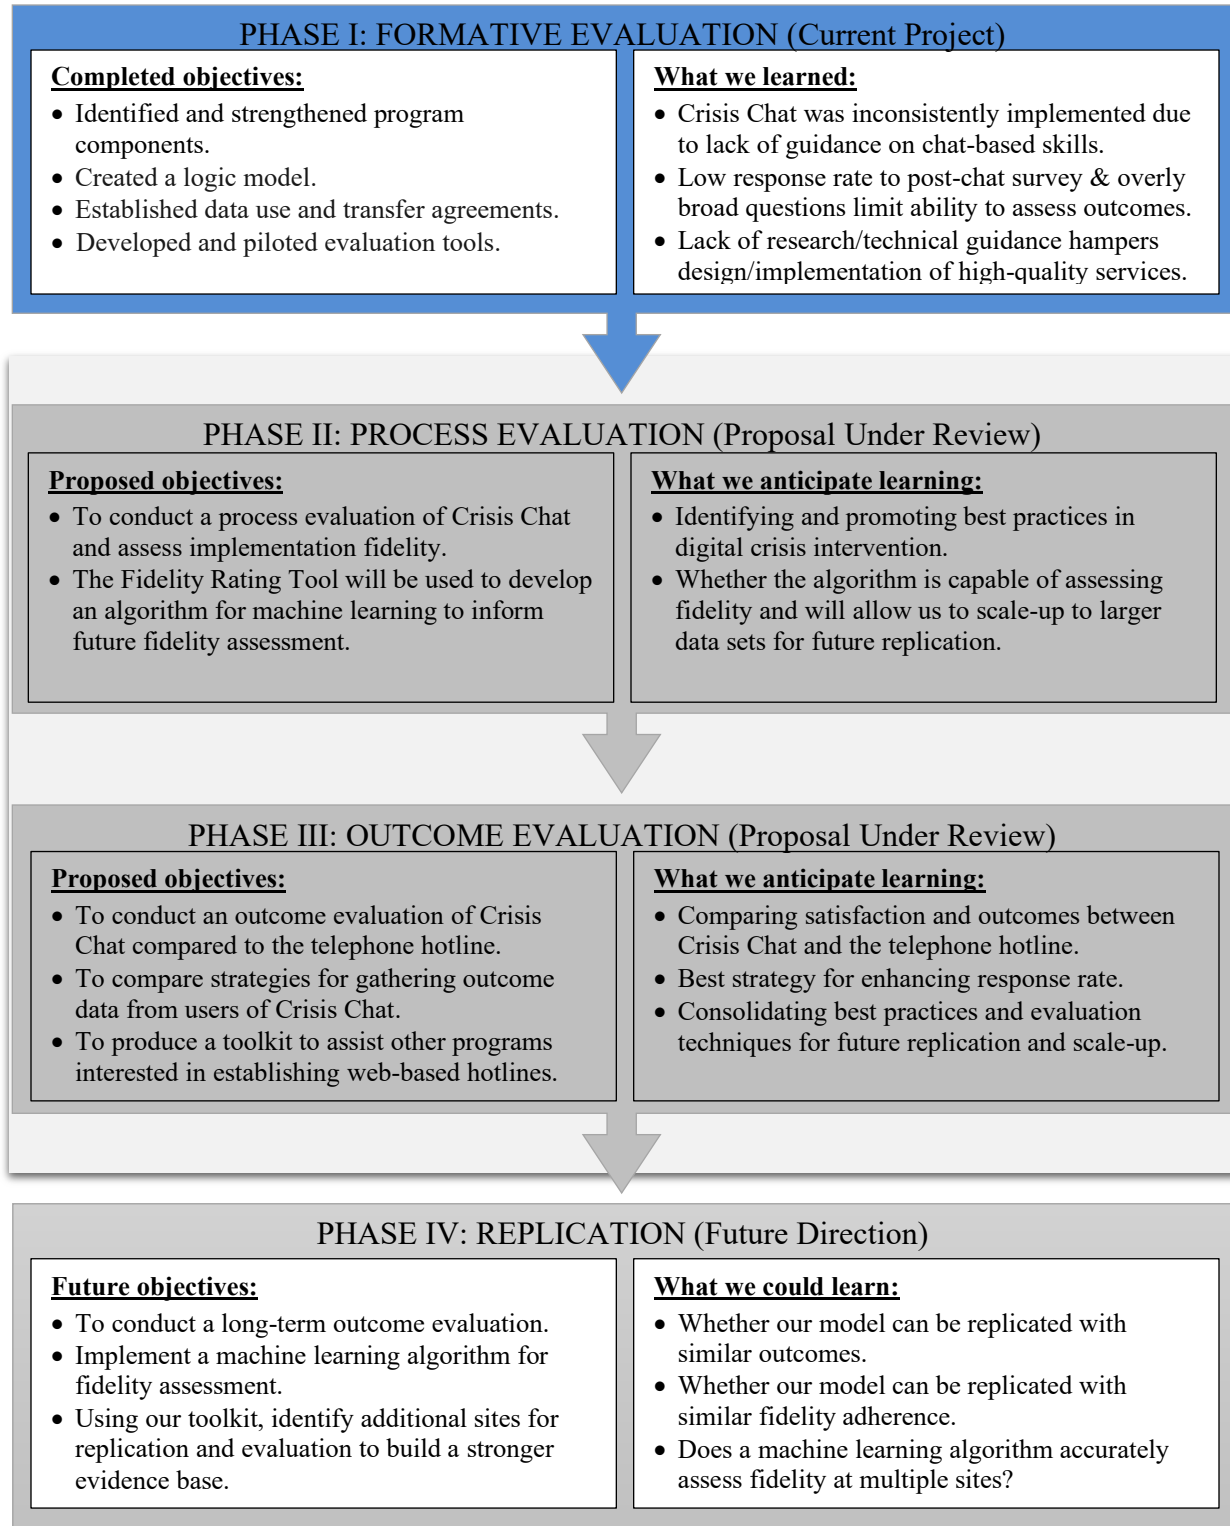 PHASE I: FORMATIVE EVALUATION (Current Project)
Completed objectives:
• Identified and strengthened program
components.
• Created a logic model.
• Established data use and transfer agreements.
• Developed and piloted evaluation tools.
What we learned:
• Crisis Chat was inconsistently implemented due
to lack of guidance on chat-based skills.
• Low response rate to post-chat survey & overly
broad questions limit ability to assess outcomes.
• Lack of research/technical guidance hampers
design/implementation of high-quality services.
PHASE II: PROCESS EVALUATION (Proposal Under Review)
Proposed objectives:
• To conduct a process evaluation of Crisis Chat
and assess implementation fidelity.
• The Fidelity Rating Tool will be used to develop
an algorithm for machine learning to inform
future fidelity assessment.
What we anticipate learning:
• Identifying and promoting best practices in
digital crisis intervention.
• Whether the algorithm is capable of assessing
fidelity and will allow us to scale-up to larger
data sets for future replication.
PHASE III: OUTCOME EVALUATION (Proposal Under Review)
Proposed objectives:
• To conduct an outcome evaluation of Crisis
Chat compared to the telephone hotline.
• To compare strategies for gathering outcome
data from users of Crisis Chat.
• To produce a toolkit to assist other programs
interested in establishing web-based hotlines.
What we anticipate learning:
• Comparing satisfaction and outcomes between
Crisis Chat and the telephone hotline.
• Best strategy for enhancing response rate.
• Consolidating best practices and evaluation
techniques for future replication and scale-up.
PHASE IV: REPLICATION (Future Direction)
Future objectives:
• To conduct a long-term outcome evaluation.
• Implement a machine learning algorithm for
fidelity assessment.
• Using our toolkit, identify additional sites for
replication and evaluation to build a stronger
evidence base.
What we could learn:
• Whether our model can be replicated with
similar outcomes.
• Whether our model can be replicated with
similar fidelity adherence.
• Does a machine learning algorithm accurately
assess fidelity at multiple sites?